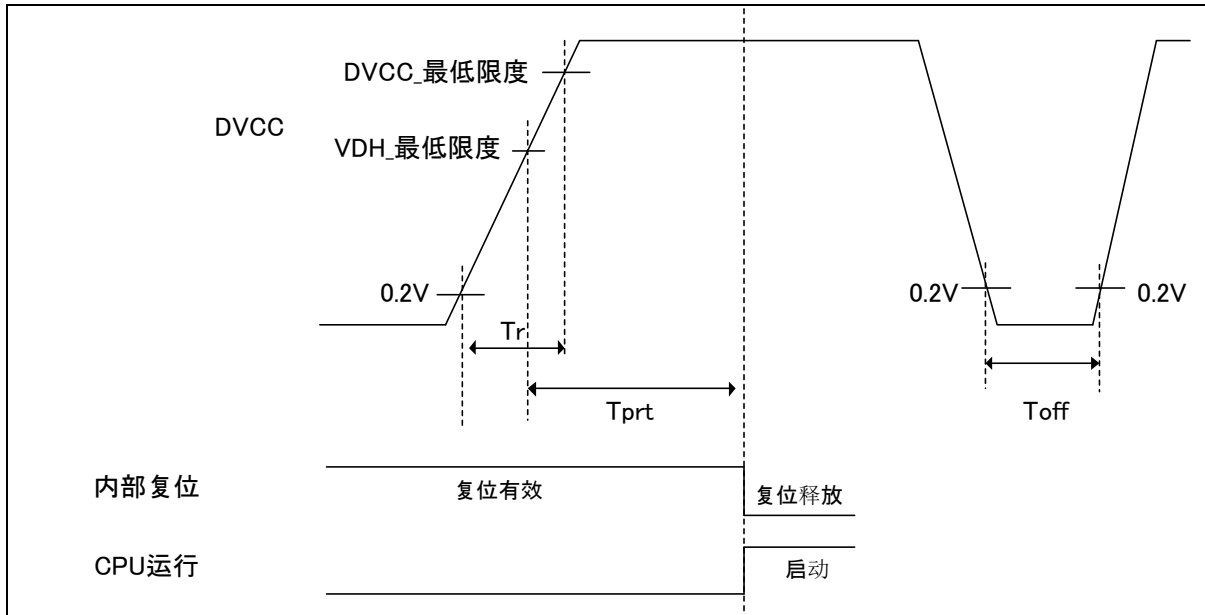 DVCC_最低限度
DVCC
VDH_最低限度
0.2V
0.2V
0.2V
Tr
Tprt
Toff
内部复位
复位有效
复位释放
CPU运行
启动